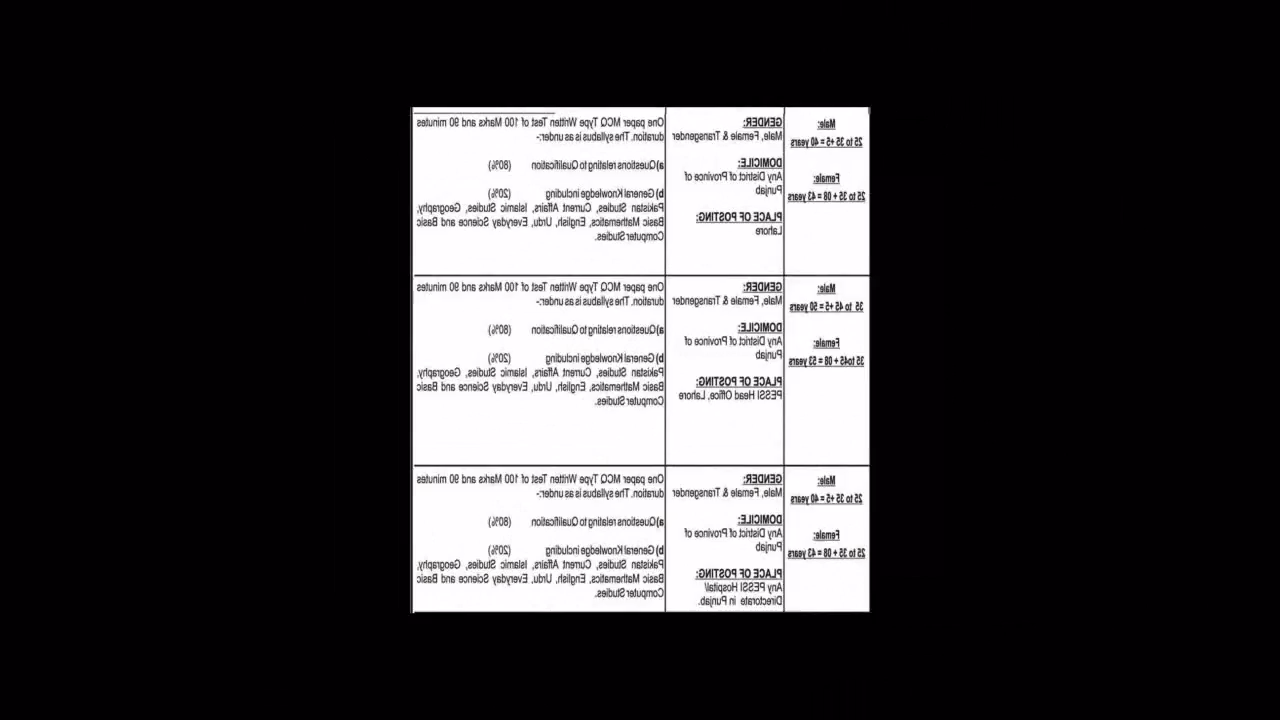 Male:
25 to 35 +5 = 40 years
Female:
25 to 35 + 08 = 43 years
GENDER:
Male, Female & Transgender
DOMICILE:
Any District of Province of
Punjab
PLACE OF POSTING:
Lahore
One paper MCQ Type Written Test of 100 Marks and 90 minutes
duration. The syllabus is as under:-
a) Questions relating to Qualification (80%)
b) General Knowledge including (20%)
Pakistan Studies, Current Affairs, Islamic Studies, Geography,
Basic Mathematics, English, Urdu, Everyday Science and Basic
Computer Studies.
Male:
35 to 45 +5 = 50 years
Female:
35 to45 + 08 = 53 years
GENDER:
Male, Female & Transgender
DOMICILE:
Any District of Province of
Punjab
PLACE OF POSTING:
PESSI Head Office, Lahore
One paper MCQ Type Written Test of 100 Marks and 90 minutes
duration. The syllabus is as under:-
a) Questions relating to Qualification (80%)
b) General Knowledge including (20%)
Pakistan Studies, Current Affairs, Islamic Studies, Geography,
Basic Mathematics, English, Urdu, Everyday Science and Basic
Computer Studies.
Male:
25 to 35 +5 = 40 years
Female:
25 to 35 + 08 = 43 years
GENDER:
Male, Female & Transgender
DOMICILE:
Any District of Province of
Punjab
PLACE OF POSTING:
Any PESSI Hospital/
Directorate in Punjab.
One paper MCQ Type Written Test of 100 Marks and 90 minutes
duration. The syllabus is as under:-
a) Questions relating to Qualification (80%)
b) General Knowledge including (20%)
Pakistan Studies, Current Affairs, Islamic Studies, Geography,
Basic Mathematics, English, Urdu, Everyday Science and Basic
Computer Studies.